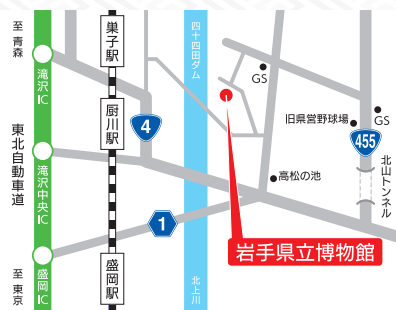 至 青森
滝沢IC
東北自動車道
滝沢中央IC
至 東京
盛岡IC
巣子駅
厨川駅
盛岡駅
4
1
四十四田ダム
北上川
GS
旧県営野球場
GS
455
北山トンネル
高松の池
岩手県立博物館